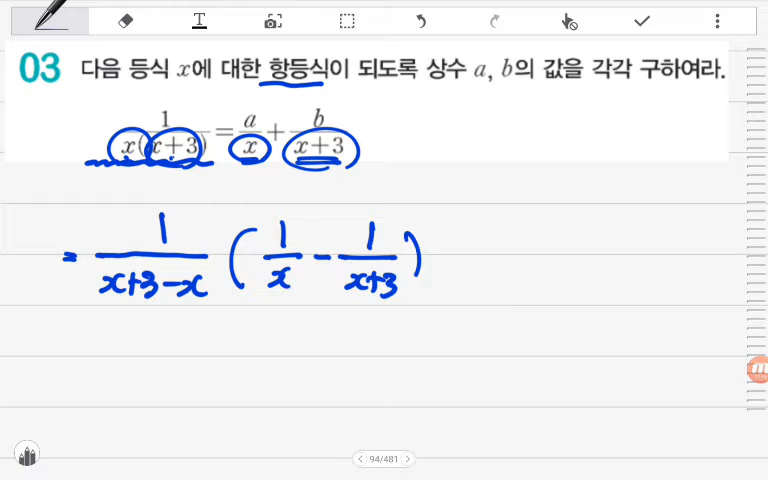 T
03 다음 등식 x에 대한 항등식이 되도록 상수 a, b의 값을 각각 구하여라.
1/x(x+3) = a/x + b/x+3
= 1/x+3-x (1/x - 1/x+3)
94/481